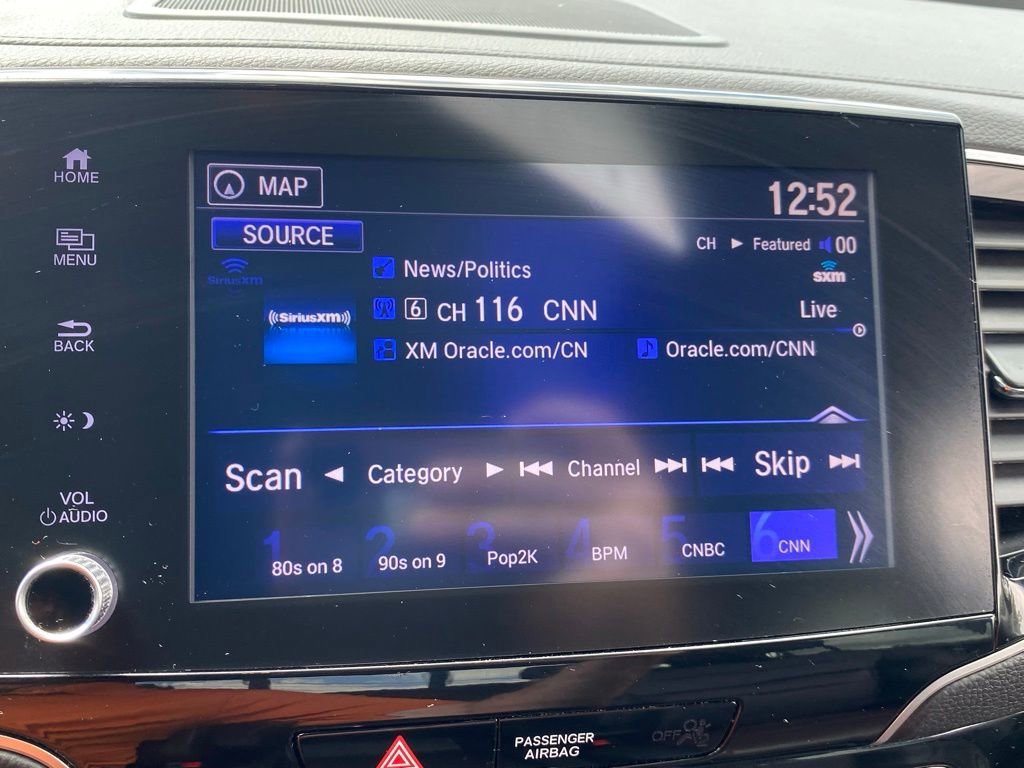 HOME
MENU
BACK
VOL
AUDIO
MAP
12:52
SOURCE
CH ▶ Featured 00
SiriusXM
News/Politics
sxm
((SiriusXM))
6 CH 116 CNN
Live
XM Oracle.com/CN
Oracle.com/CNN
Scan ◀ Category ▶ Channel Skip
1 80s on 8
2 90s on 9
3 Pop2K
4 BPM
5 CNBC
6 CNN
PASSENGER
AIRBAG
OFF